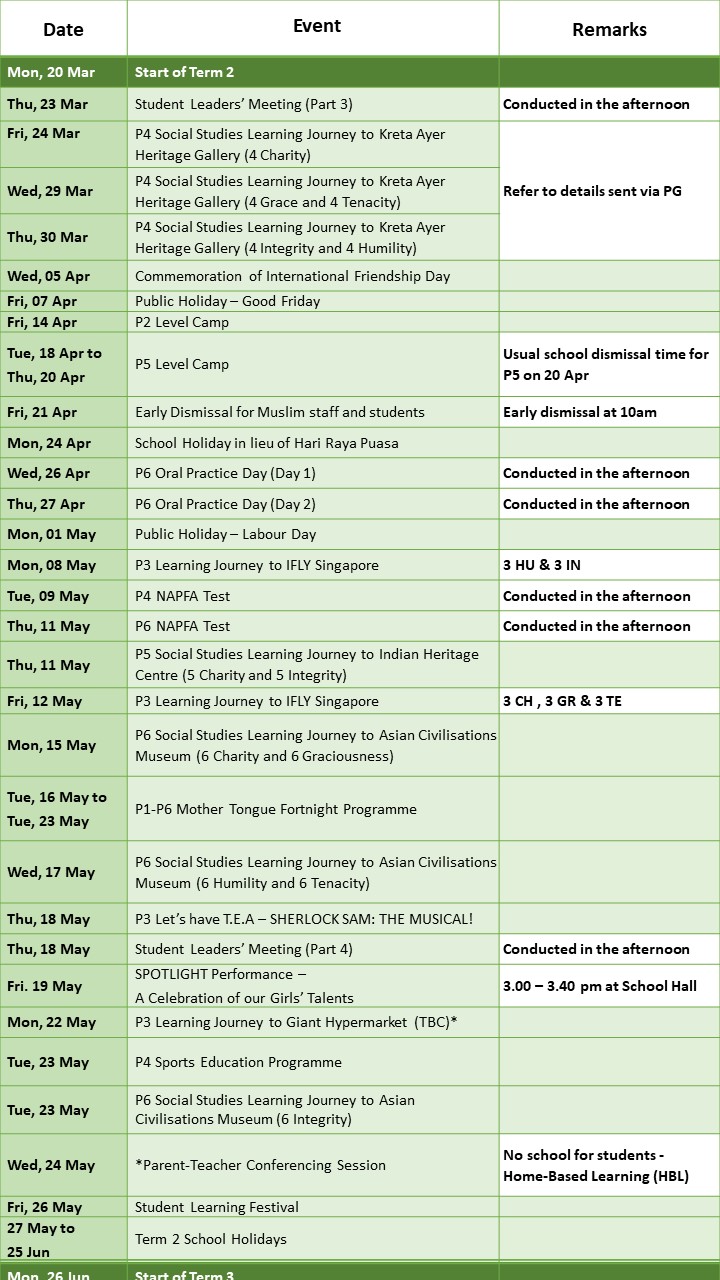 Date Event Remarks
Mon, 20 Mar Start of Term 2
Thu, 23 Mar Student Leaders’ Meeting (Part 3) Conducted in the afternoon
Fri, 24 Mar P4 Social Studies Learning Journey to Kreta Ayer
Heritage Gallery (4 Charity)
Wed, 29 Mar P4 Social Studies Learning Journey to Kreta Ayer
Heritage Gallery (4 Grace and 4 Tenacity)
Refer to details sent via PG
Thu, 30 Mar P4 Social Studies Learning Journey to Kreta Ayer
Heritage Gallery (4 Integrity and 4 Humility)
Wed, 05 Apr Commemoration of International Friendship Day
Fri, 07 Apr Public Holiday – Good Friday
Fri, 14 Apr P2 Level Camp
Tue, 18 Apr to
Thu, 20 Apr
P5 Level Camp
Usual school dismissal time for
P5 on 20 Apr
Fri, 21 Apr Early Dismissal for Muslim staff and students Early dismissal at 10am
Mon, 24 Apr School Holiday in lieu of Hari Raya Puasa
Wed, 26 Apr P6 Oral Practice Day (Day 1) Conducted in the afternoon
Thu, 27 Apr P6 Oral Practice Day (Day 2) Conducted in the afternoon
Mon, 01 May Public Holiday – Labour Day
Mon, 08 May P3 Learning Journey to IFLY Singapore 3 HU & 3 IN
Tue, 09 May P4 NAPFA Test Conducted in the afternoon
Thu, 11 May P6 NAPFA Test Conducted in the afternoon
Thu, 11 May P5 Social Studies Learning Journey to Indian Heritage
Centre (5 Charity and 5 Integrity)
Fri, 12 May P3 Learning Journey to IFLY Singapore 3 CH , 3 GR & 3 TE
Mon, 15 May P6 Social Studies Learning Journey to Asian Civilisations
Museum (6 Charity and 6 Graciousness)
Tue, 16 May to
Tue, 23 May
P1-P6 Mother Tongue Fortnight Programme
Wed, 17 May P6 Social Studies Learning Journey to Asian Civilisations
Museum (6 Humility and 6 Tenacity)
Thu, 18 May P3 Let’s have T.E.A – SHERLOCK SAM: THE MUSICAL!
Thu, 18 May Student Leaders’ Meeting (Part 4) Conducted in the afternoon
Fri. 19 May SPOTLIGHT Performance –
A Celebration of our Girls’ Talents
3.00 – 3.40 pm at School Hall
Mon, 22 May P3 Learning Journey to Giant Hypermarket (TBC)*
Tue, 23 May P4 Sports Education Programme
Tue, 23 May P6 Social Studies Learning Journey to Asian
Civilisations Museum (6 Integrity)
Wed, 24 May *Parent-Teacher Conferencing Session
No school for students -
Home-Based Learning (HBL)
Fri, 26 May Student Learning Festival
27 May to
25 Jun
Term 2 School Holidays
Mon, 26 Jun Start of Term 3